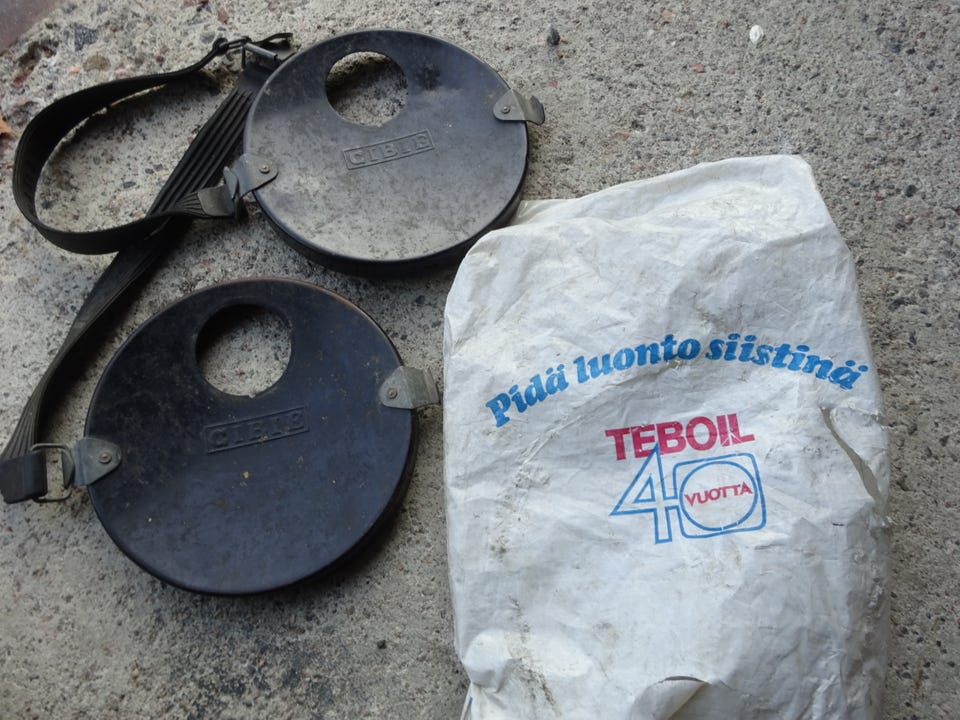 CIBIE
CIBIE
Pidä luonto siistinä
TEBOIL
40
VUOTTA